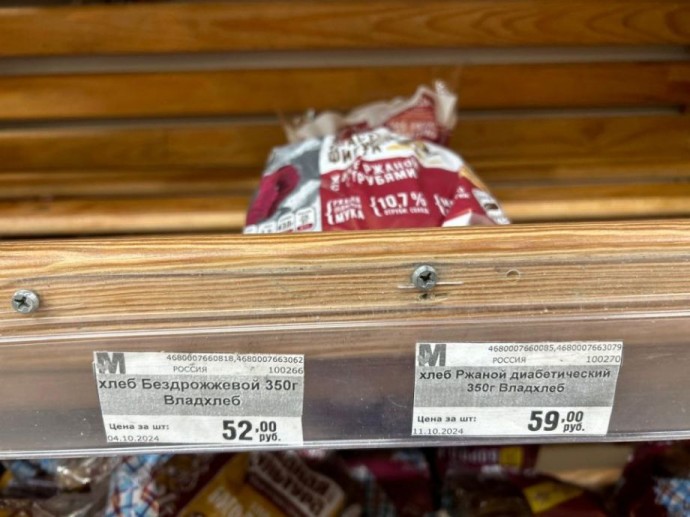 РЖАНОЙ
ОТРУБЯМИ
МУКА
10,7%
М
4680007660818,4680007663062
РОССИЯ 100266
хлеб Бездрожжевой 350г
Владхлеб
Цена за шт:
52,00
руб.
04.10.2024
М
4680007660085,4680007663079
РОССИЯ - 100270
хлеб Ржаной диабетический
350г Владхлеб
Цена за шт:
59,00
руб.
11.10.2024